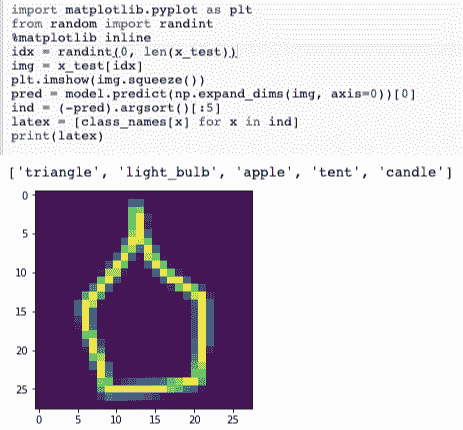 import matplotlib.pyplot as plt
from random import randint
%matplotlib inline
idx = randint(0, len(x_test))
img = x_test[idx]
plt.imshow(img.squeeze())
pred = model.predict(np.expand_dims(img, axis=0))[0]
ind = (-pred).argsort()[:5]
latex = [class_names[x] for x in ind]
print(latex)
['triangle', 'light_bulb', 'apple', 'tent', 'candle']
0
5
10
15
20
25
0 5 10 15 20 25